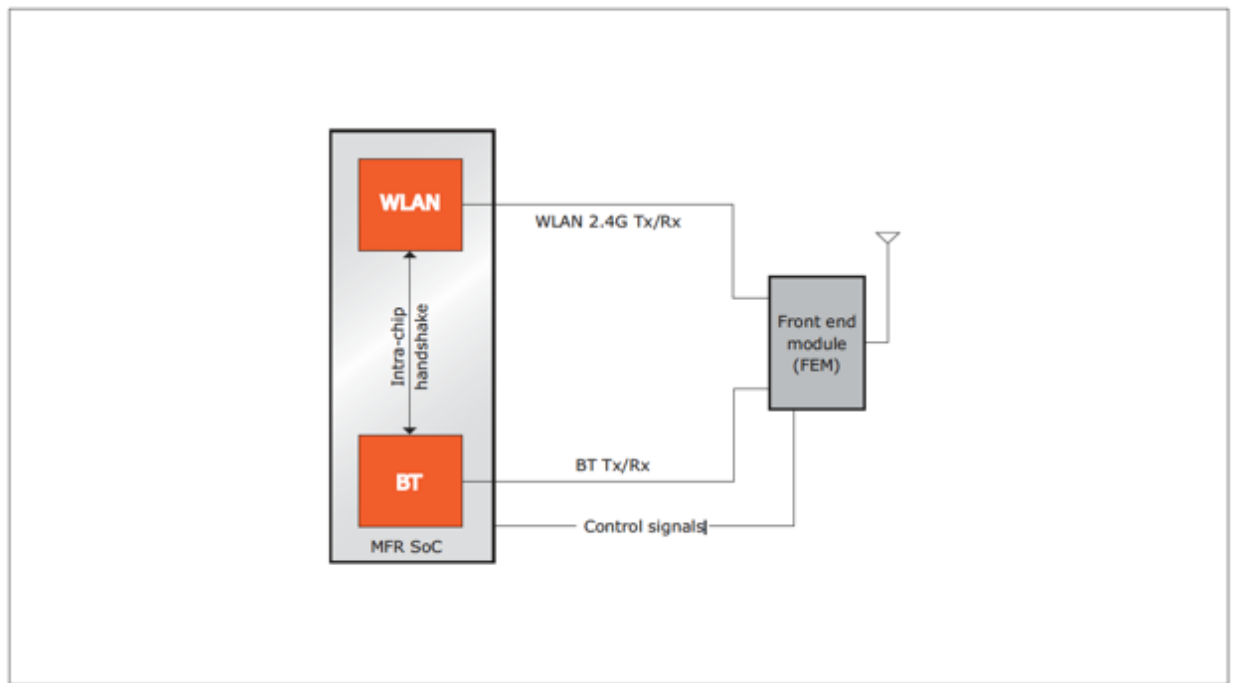 WLAN
WLAN 2.4G Tx/Rx
Intra-chip
handshake
Front end
module
(FEM)
BT Tx/Rx
BT
Control signals
MFR SoC